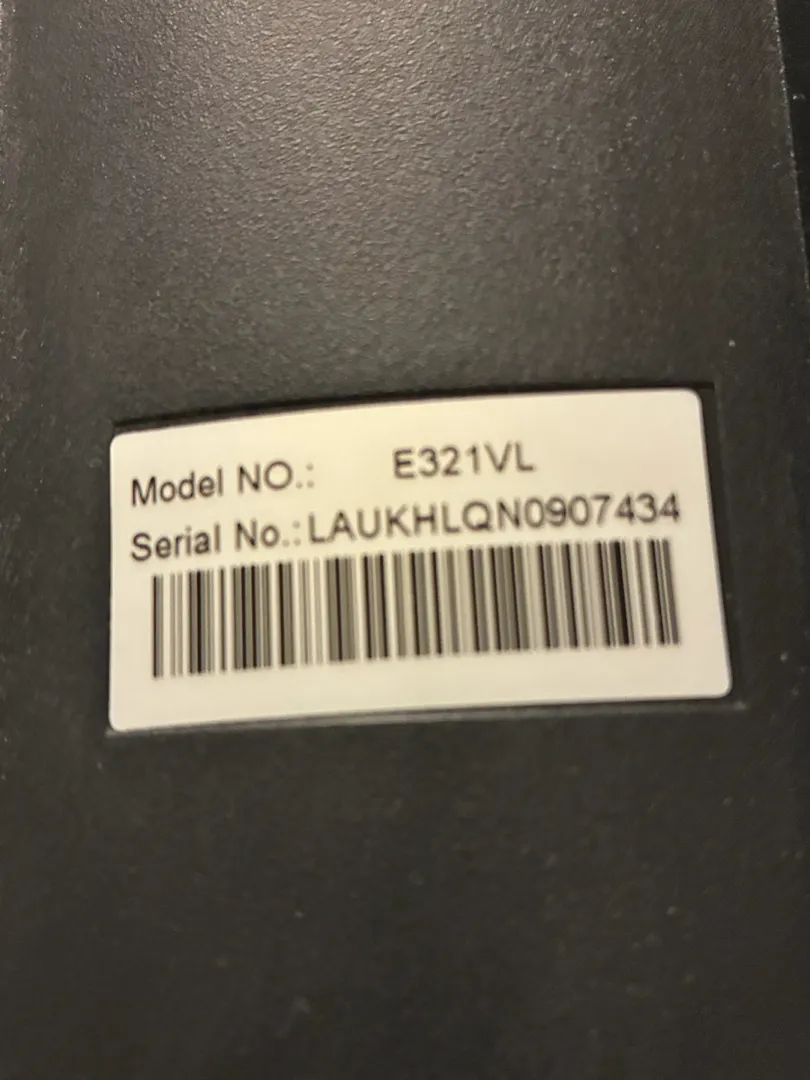 Model NO.: E321VL
Serial No.:LAUKHLQN0907434